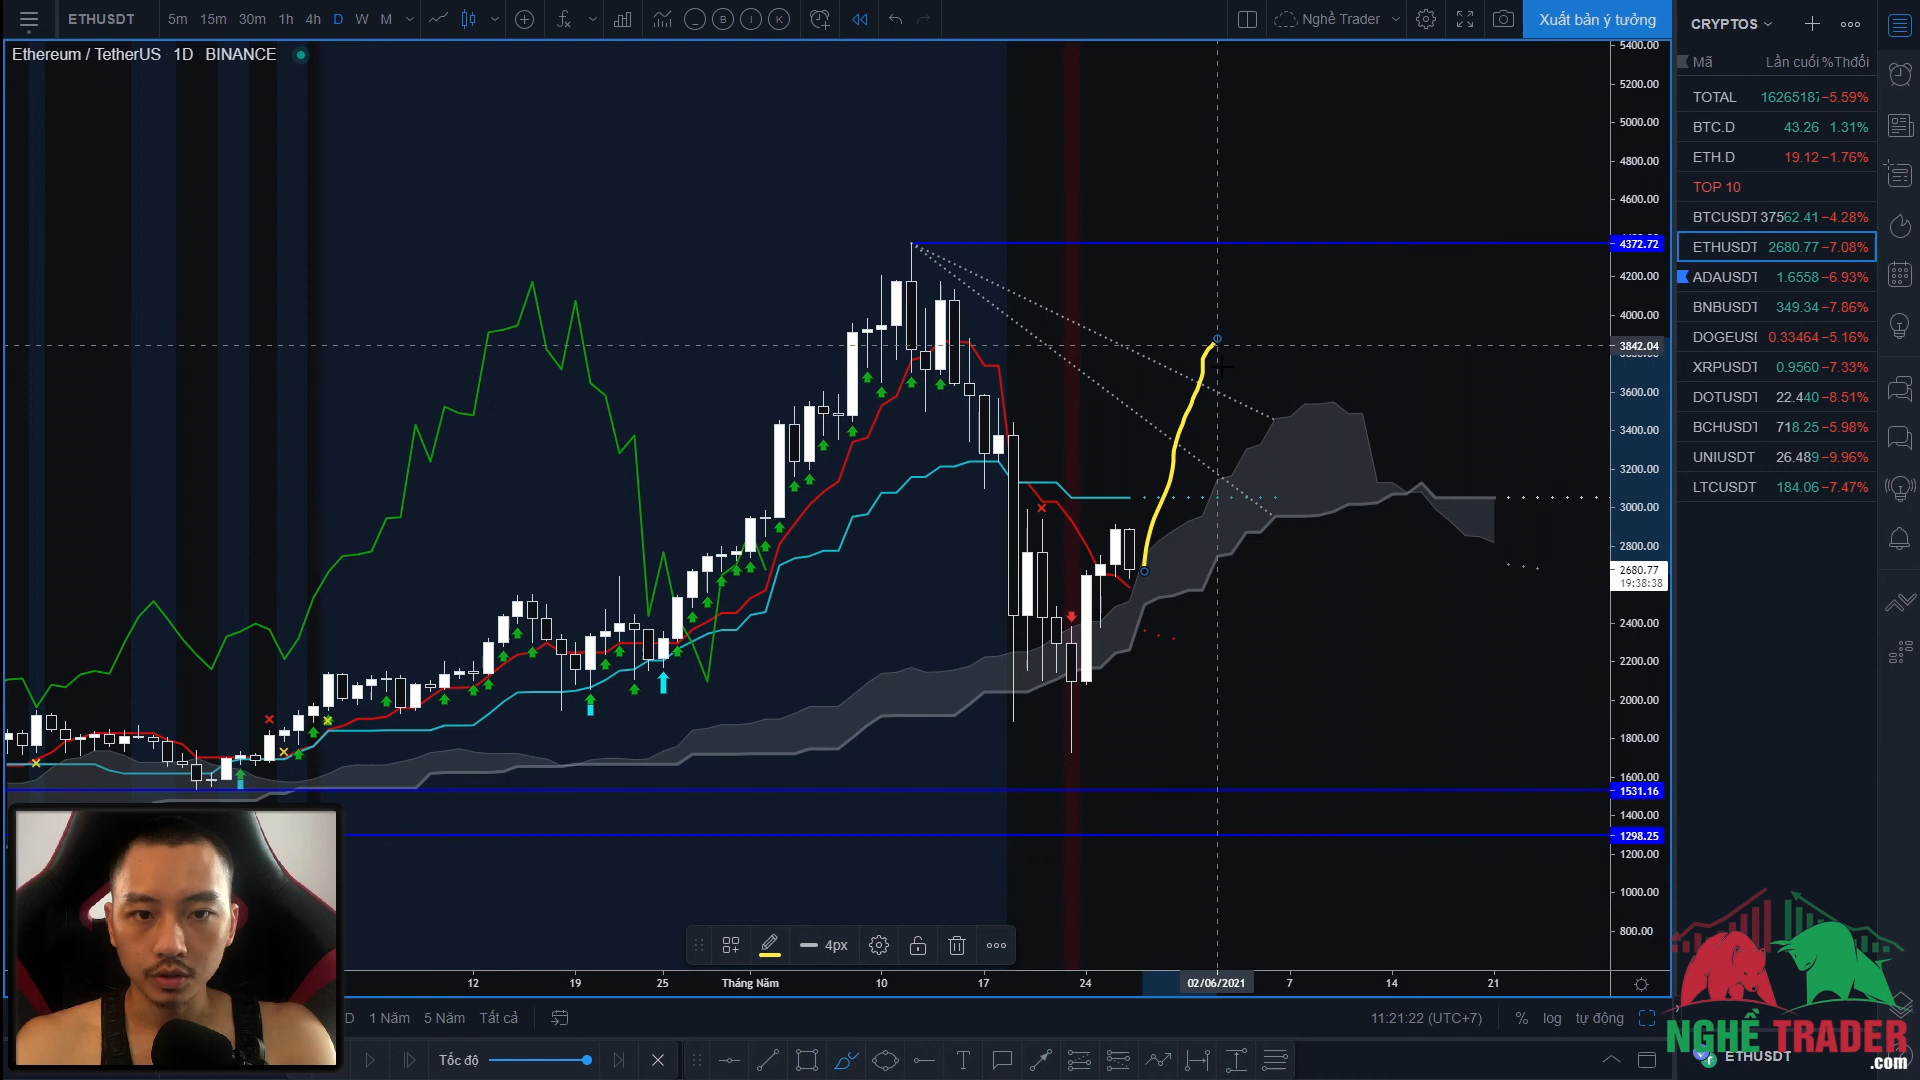 ETHUSDT
5m 15m 30m 1h 4h D W M
B I K
Nghề Trader
Xuất bản ý tưởng
Ethereum / TetherUS 1D BINANCE
5400.00
5200.00
5000.00
4800.00
4600.00
4372.72
4200.00
4000.00
3842.04
3600.00
3400.00
3200.00
3000.00
2800.00
2680.77
19:38:38
2400.00
2200.00
2000.00
1800.00
1600.00
1531.16
1400.00
1298.25
1200.00
1000.00
800.00
4px
12 19 25 Tháng Năm 10 17 24 02/06/2021 7 14 21
D 1 Năm 5 Năm Tất cả
11:21:22 (UTC+7) % log tự động
Tốc độ
CRYPTOS
Mã Lần cuối %Thđổi
TOTAL 16265187 −5.59%
BTC.D 43.26 1.31%
ETH.D 19.12 −1.76%
TOP 10
BTCUSDT 37562.41 −4.28%
ETHUSDT 2680.77 −7.08%
ADAUSDT 1.6558 −6.93%
BNBUSDT 349.34 −7.86%
DOGEUSI 0.33464 −5.16%
XRPUSDT 0.9560 −7.33%
DOTUSDT 22.440 −8.51%
BCHUSDT 718.25 −5.98%
UNIUSDT 26.489 −9.96%
LTCUSDT 184.06 −7.47%
NGHỀ TRADER
.com
ETHUSDT